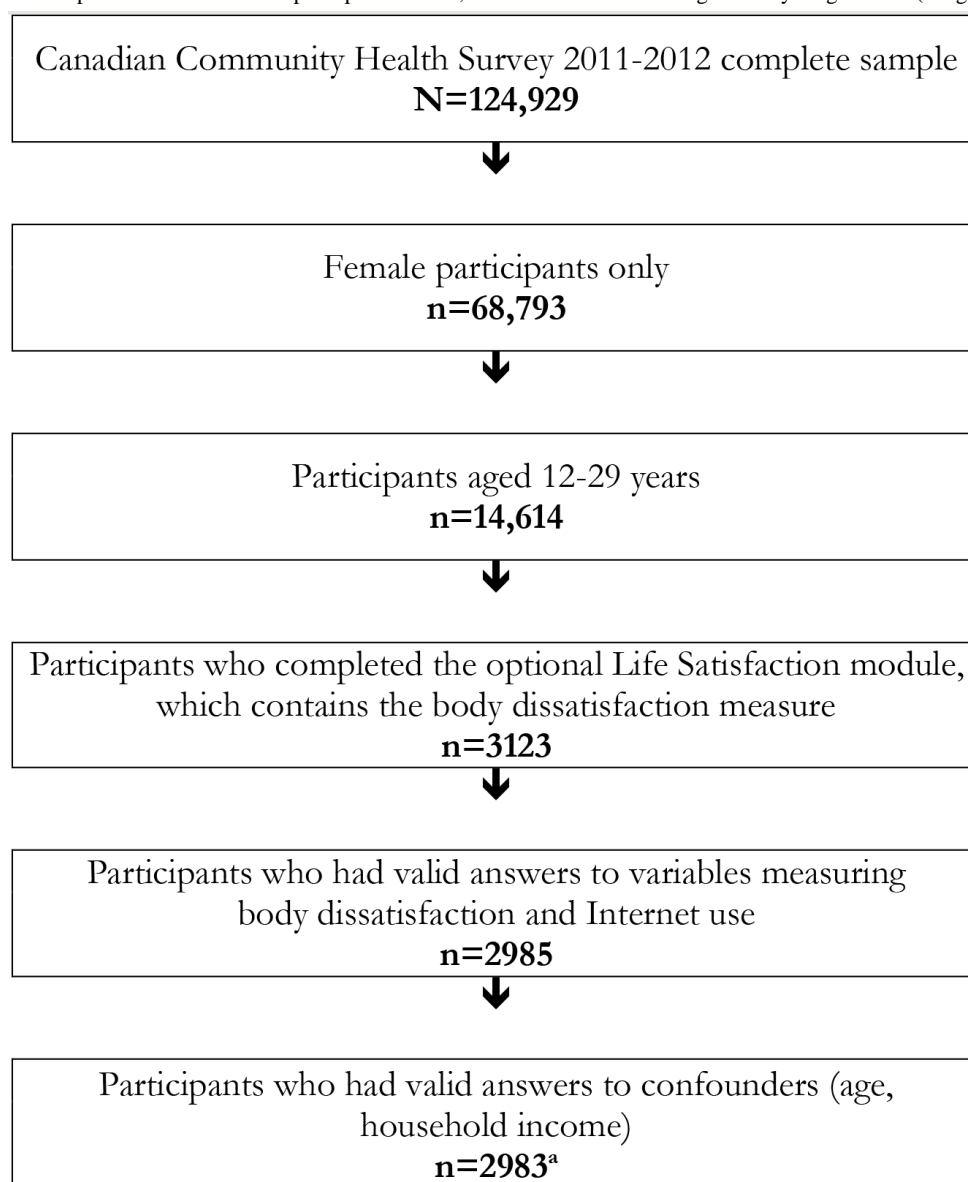 Canadian Community Health Survey 2011-2012 complete sample
N=124,929
Female participants only
n=68,793
Participants aged 12-29 years
n=14,614
Participants who completed the optional Life Satisfaction module,
which contains the body dissatisfaction measure
n=3123
Participants who had valid answers to variables measuring
body dissatisfaction and Internet use
n=2985
Participants who had valid answers to confounders (age,
household income)
n=2983ᵃ